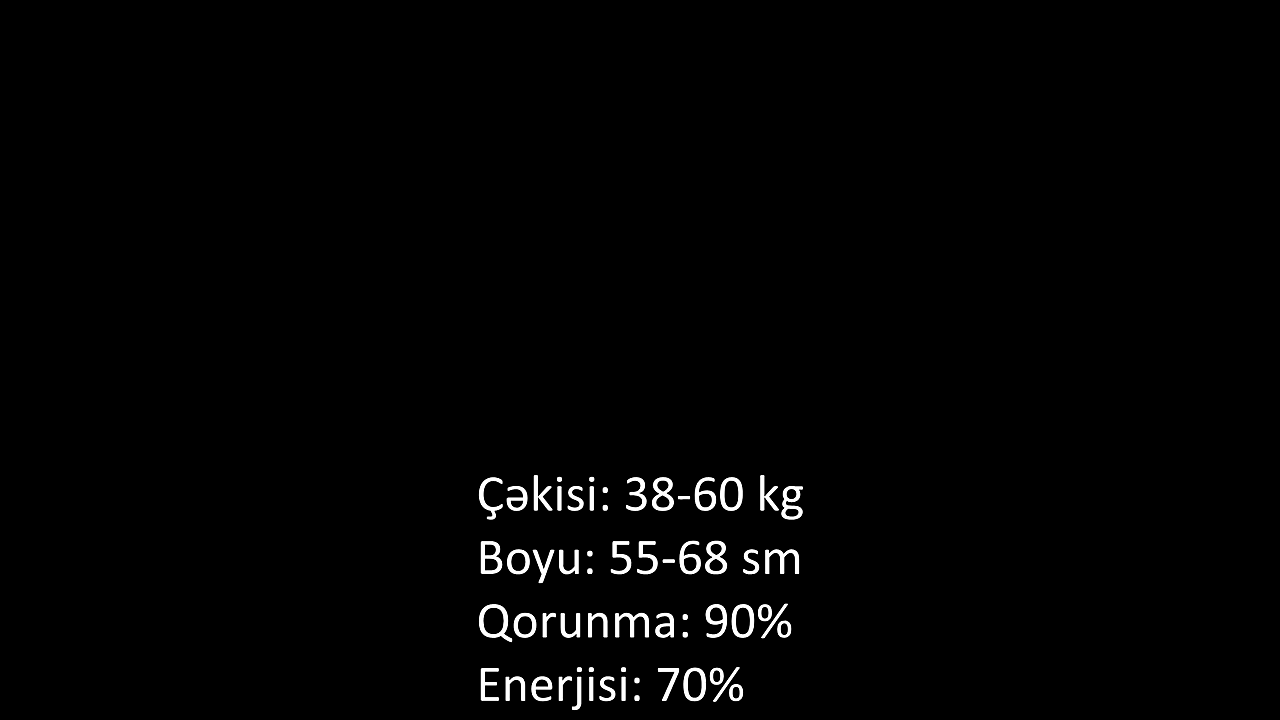 Çəkisi: 38-60 kg
Boyu: 55-68 sm
Qorunma: 90%
Enerjisi: 70%